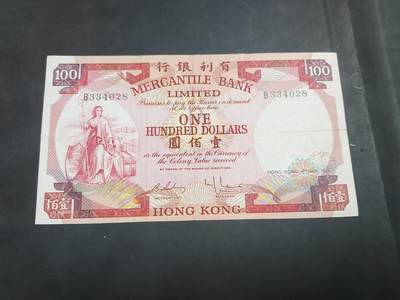 行銀利有
100
MERCANTILE BANK
100
LIMITED
B334028
B334028
Promises to pay the Bearer on demand
at its Office here
ONE
HUNDRED DOLLARS
圓佰壹
or the equivalent in the Currency of
the Colony, Value received
BY ORDER OF THE BOARD OF DIRECTORS
HONG KONG
佰壹
佰壹